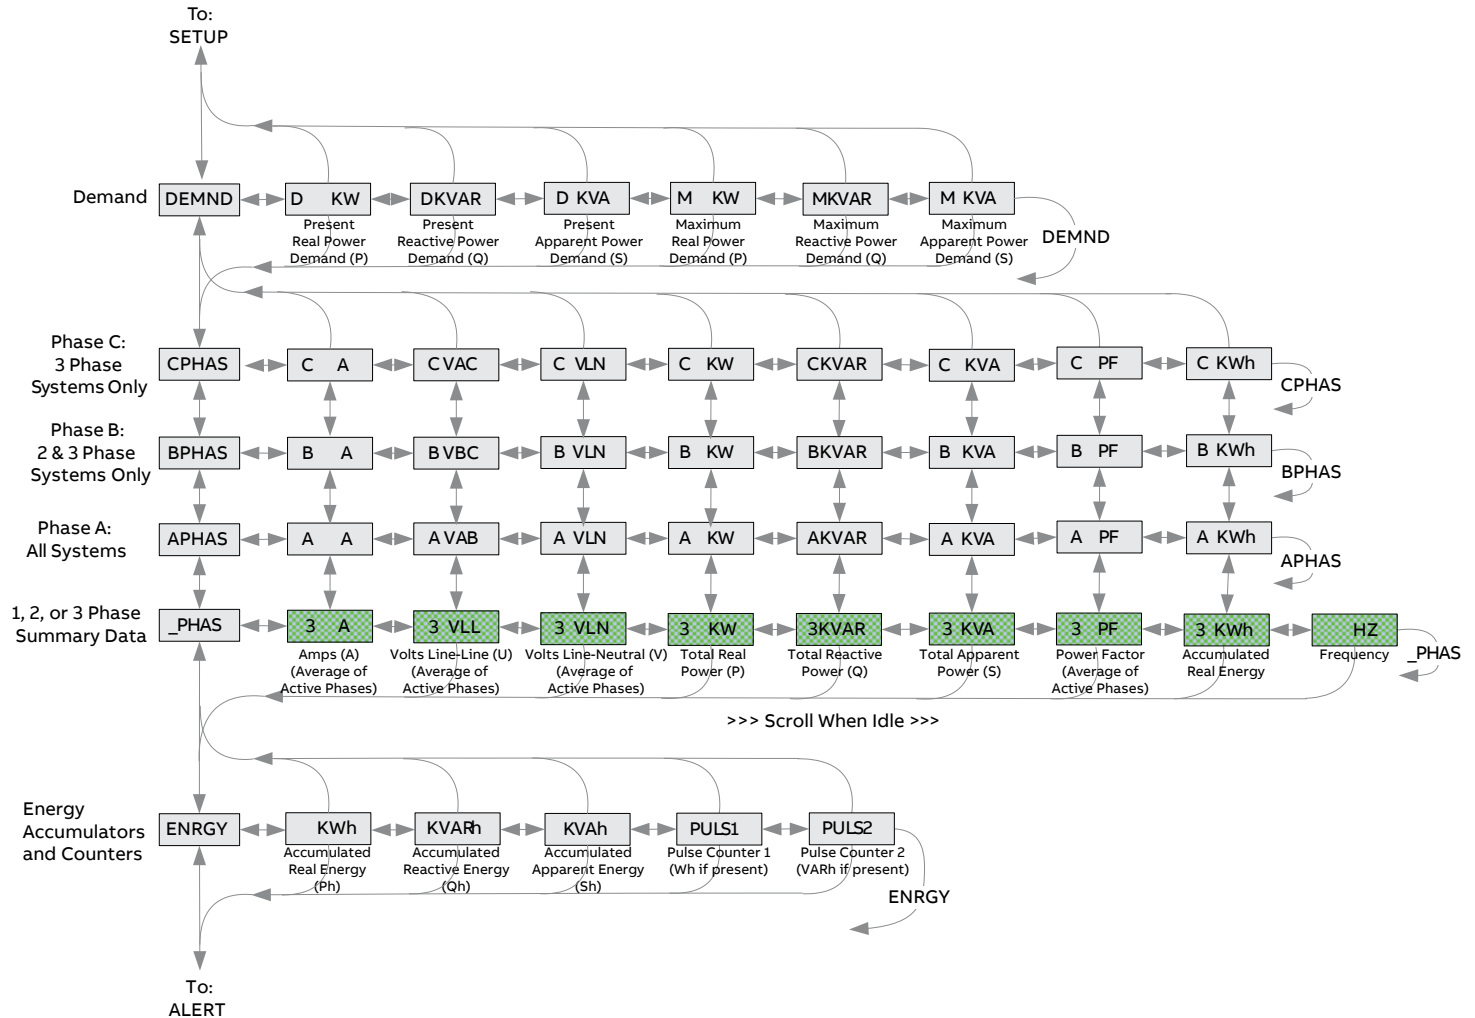 To:
SETUP
Demand
DEMND
D KW
DKVAR
D KVA
M KW
MKVAR
M KVA
Present
Real Power
Demand (P)
Present
Reactive Power
Demand (Q)
Present
Apparent Power
Demand (S)
Maximum
Real Power
Demand (P)
Maximum
Reactive Power
Demand (Q)
Maximum
Apparent Power
Demand (S)
DEMND
Phase C:
3 Phase
Systems Only
CPHAS
C A
C VAC
C VLN
C KW
CKVAR
C KVA
C PF
C KWh
CPHAS
Phase B:
2 & 3 Phase
Systems Only
BPHAS
B A
B VBC
B VLN
B KW
BKVAR
B KVA
B PF
B KWh
BPHAS
Phase A:
All Systems
APHAS
A A
A VAB
A VLN
A KW
AKVAR
A KVA
A PF
A KWh
APHAS
1, 2, or 3 Phase
Summary Data
_PHAS
3 A
3 VLL
3 VLN
3 KW
3KVAR
3 KVA
3 PF
3 KWh
HZ
Amps (A)
(Average of
Active Phases)
Volts Line-Line (U)
(Average of
Active Phases)
Volts Line-Neutral (V)
(Average of
Active Phases)
Total Real
Power (P)
Total Reactive
Power (Q)
Total Apparent
Power (S)
Power Factor
(Average of
Active Phases)
Accumulated
Real Energy
Frequency
_PHAS
>>> Scroll When Idle >>>
Energy
Accumulators
and Counters
ENRGY
KWh
KVARh
KVAh
PULS1
PULS2
Accumulated
Real Energy
(Ph)
Accumulated
Reactive Energy
(Qh)
Accumulated
Apparent Energy
(Sh)
Pulse Counter 1
(Wh if present)
Pulse Counter 2
(VARh if present)
ENRGY
To:
ALERT